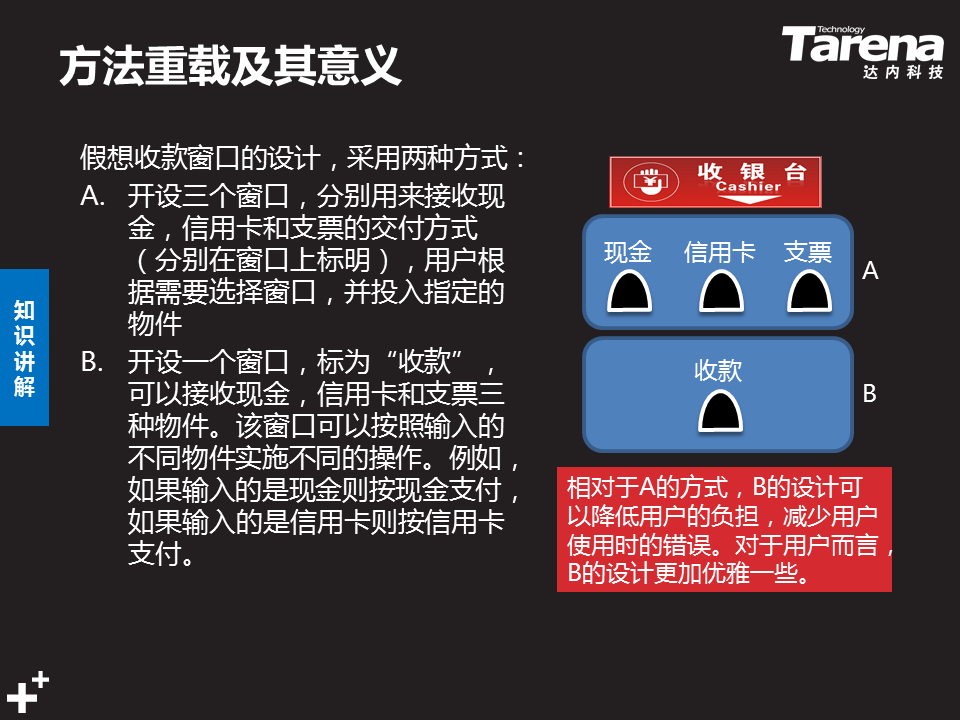 方法重载及其意义
Technology
Tarena
达内科技
假想收款窗口的设计，采用两种方式：
A. 开设三个窗口，分别用来接收现
金，信用卡和支票的交付方式
（分别在窗口上标明），用户根
据需要选择窗口，并投入指定的
物件
B. 开设一个窗口，标为“收款”，
可以接收现金，信用卡和支票三
种物件。该窗口可以按照输入的
不同物件实施不同的操作。例如，
如果输入的是现金则按现金支付，
如果输入的是信用卡则按信用卡
支付。
知
识
讲
解
收银台
Cashier
现金 信用卡 支票
A
收款
B
相对于A的方式，B的设计可
以降低用户的负担，减少用户
使用时的错误。对于用户而言，
B的设计更加优雅一些。